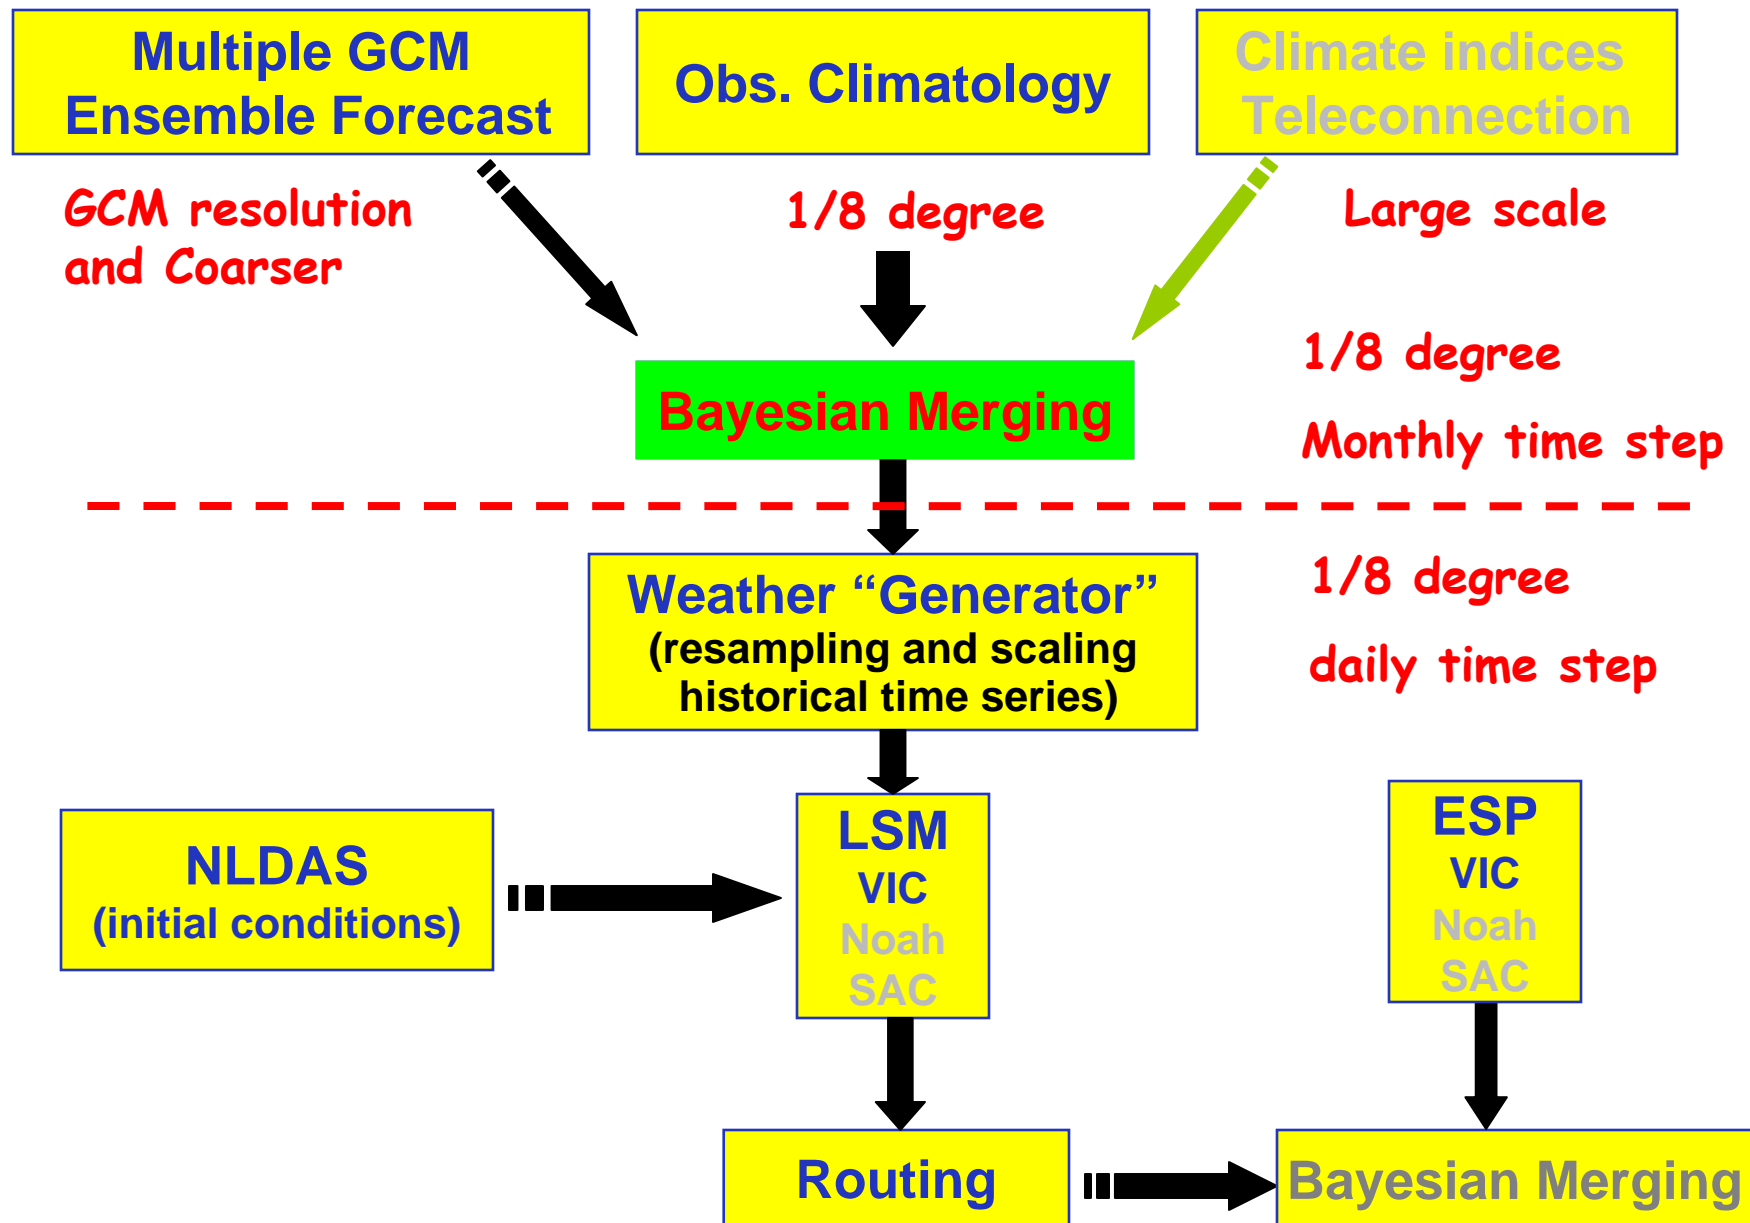 Multiple GCM
Ensemble Forecast
Obs. Climatology
Climate indices
Teleconnection
GCM resolution
and Coarser
1/8 degree
Large scale
Bayesian Merging
1/8 degree
Monthly time step
Weather “Generator”
(resampling and scaling
historical time series)
1/8 degree
daily time step
NLDAS
(initial conditions)
LSM
VIC
Noah
SAC
ESP
VIC
Noah
SAC
Routing
Bayesian Merging